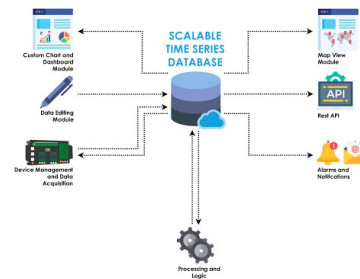 SCALABLE
TIME SERIES
DATABASE
Custom Chart and
Dashboard
Module
Map View
Module
Data Editing
Module
API
Rest API
Device Management
and Data
Acquisition
Alarms and
Notifications
Processing and
Logic